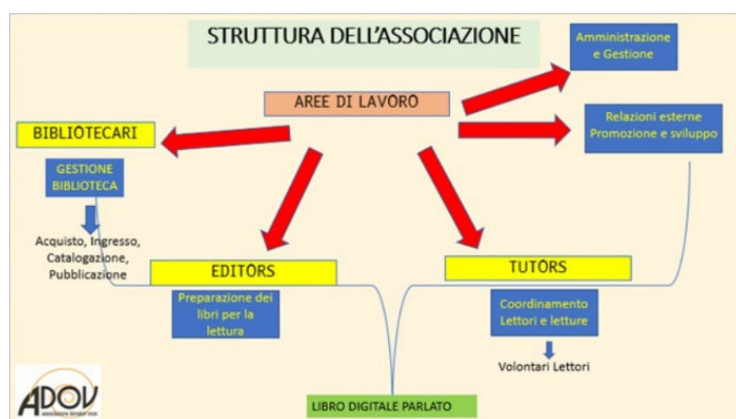 STRUTTURA DELL'ASSOCIAZIONE
Amministrazione
e Gestione
AREE DI LAVORO
Relazioni esterne
Promozione e sviluppo
BIBLIOTECARI
GESTIONE
BIBLIOTECA
Acquisto, Ingresso,
Catalogazione,
Pubblicazione
EDITORS
TUTORS
Preparazione dei
libri per la
lettura
Coordinamento
Lettori e letture
Volontari Lettori
LIBRO DIGITALE PARLATO
ADOV